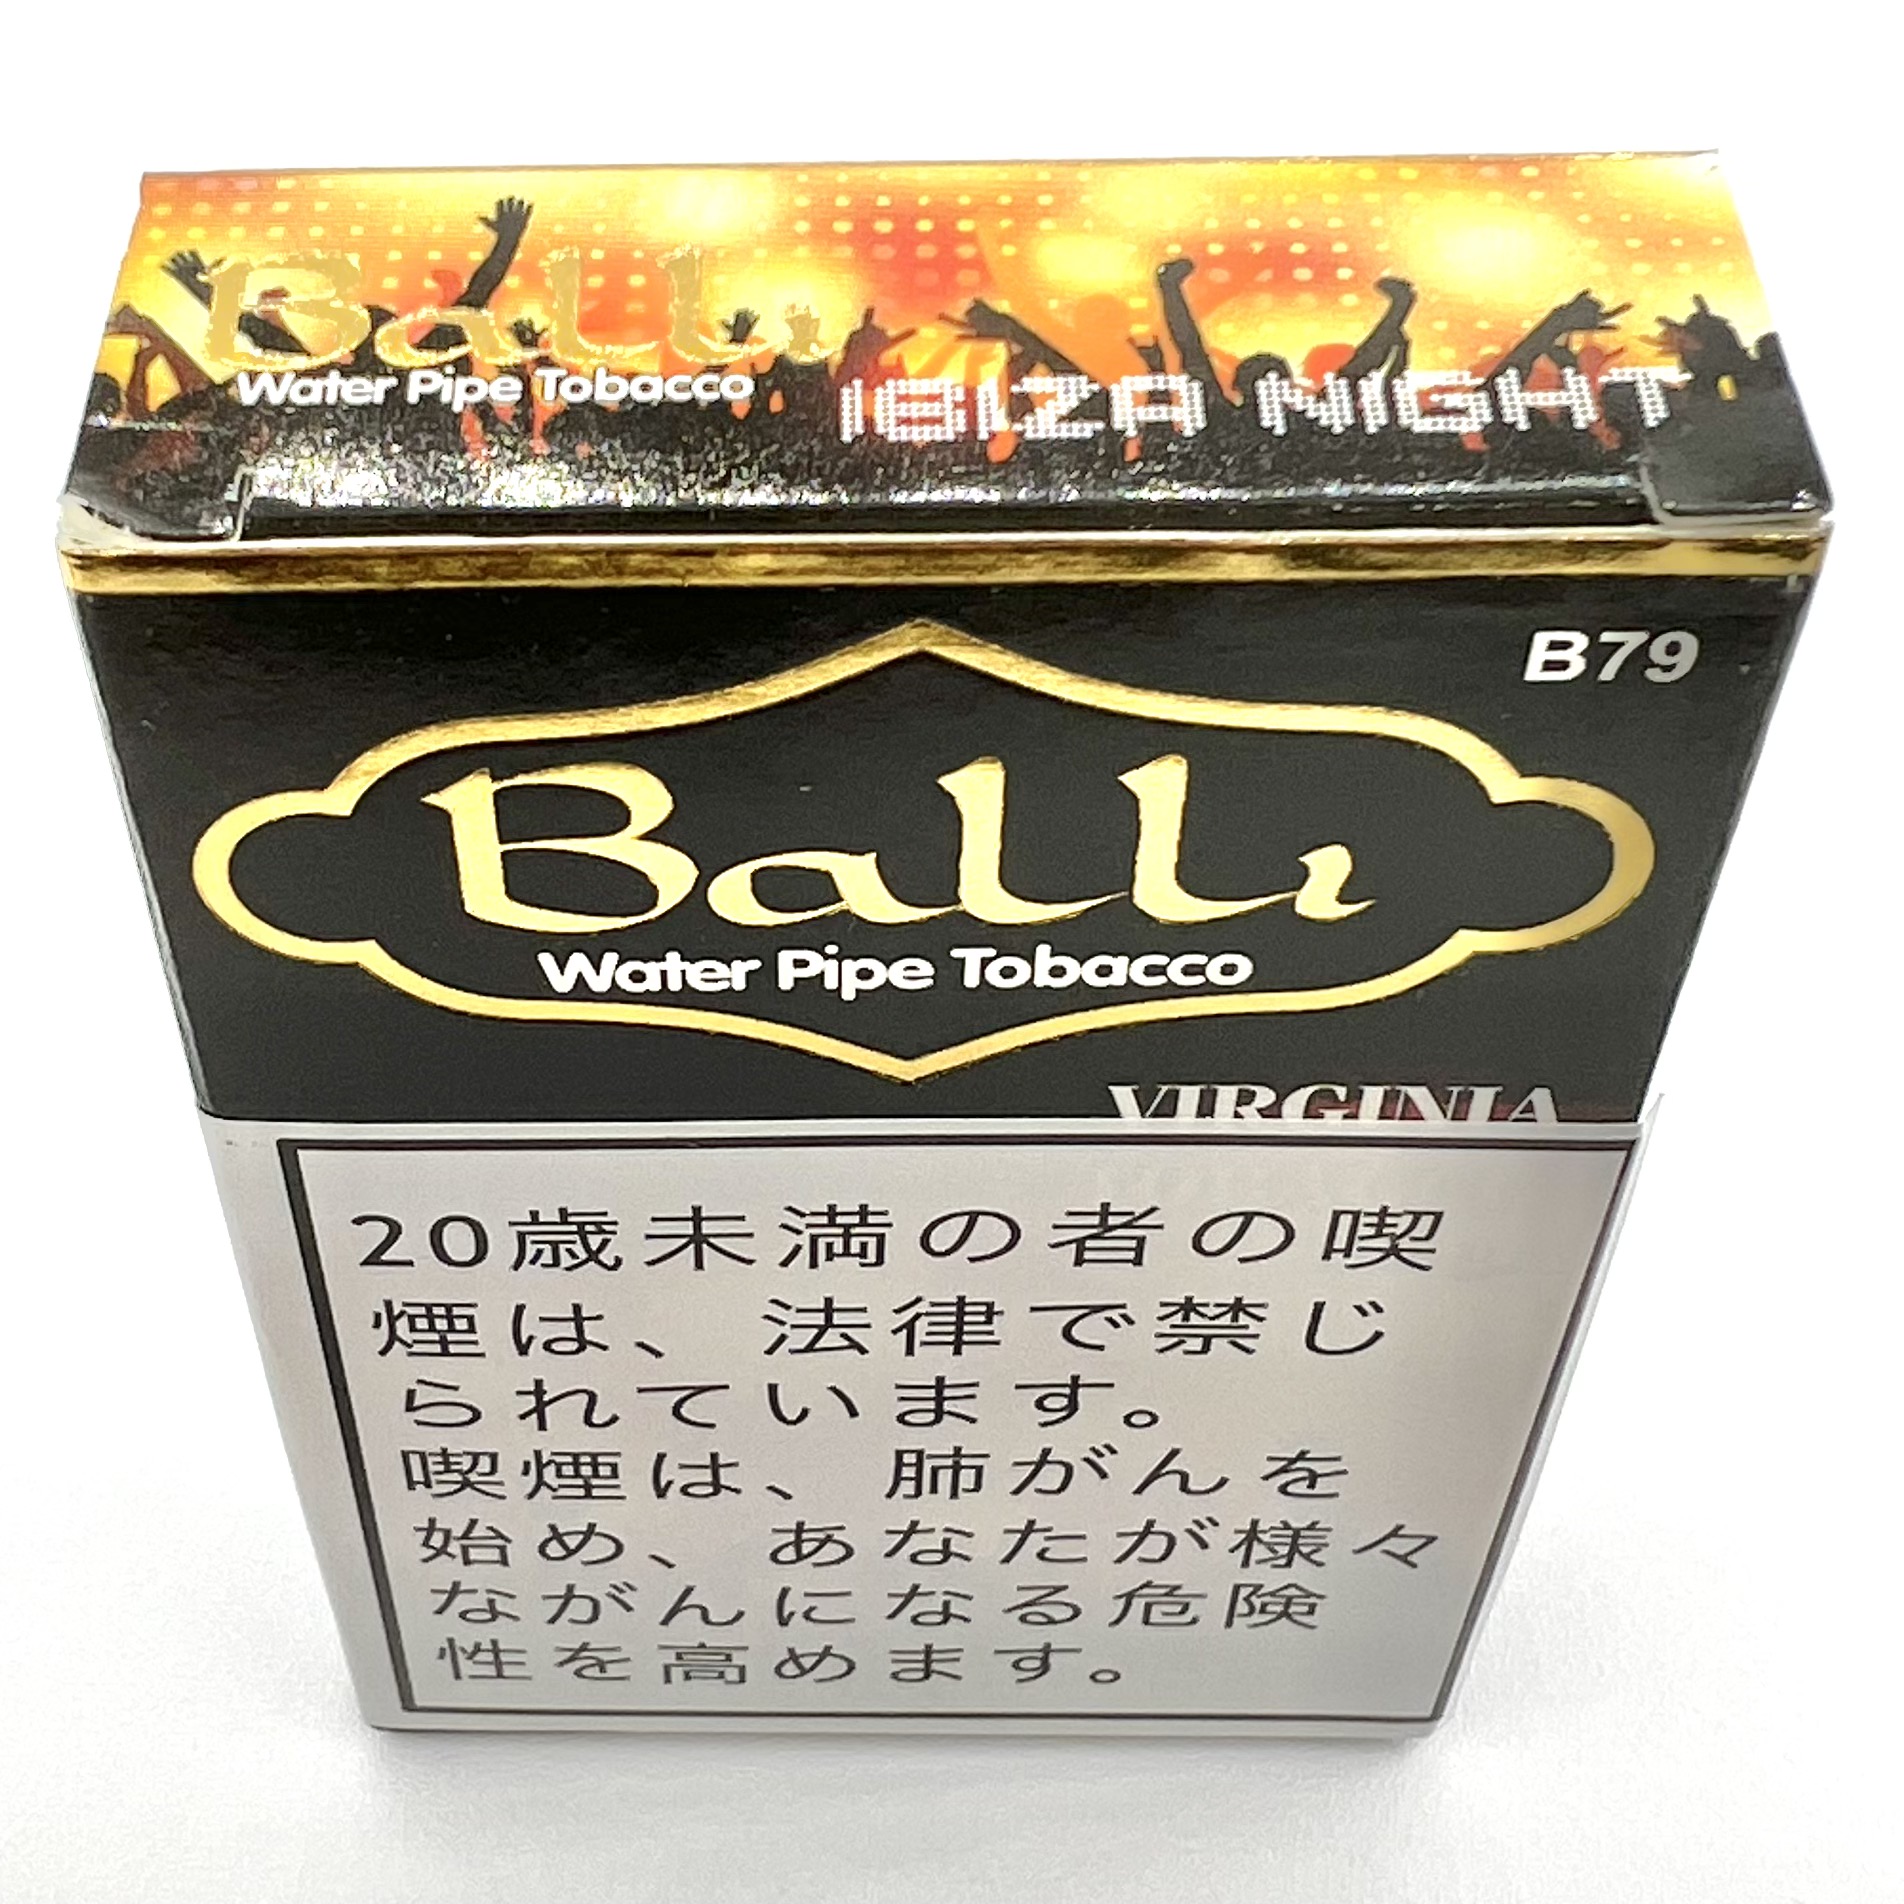 Ballı
Water Pipe Tobacco
IBIZA NIGHT
B79
Ballı
Water Pipe Tobacco
VIRGINIA
20歳未満の者の喫
煙は、法律で禁じ
られています。
喫煙は、肺がんを
始め、あなたが様々
ながんになる危険
性を高めます。